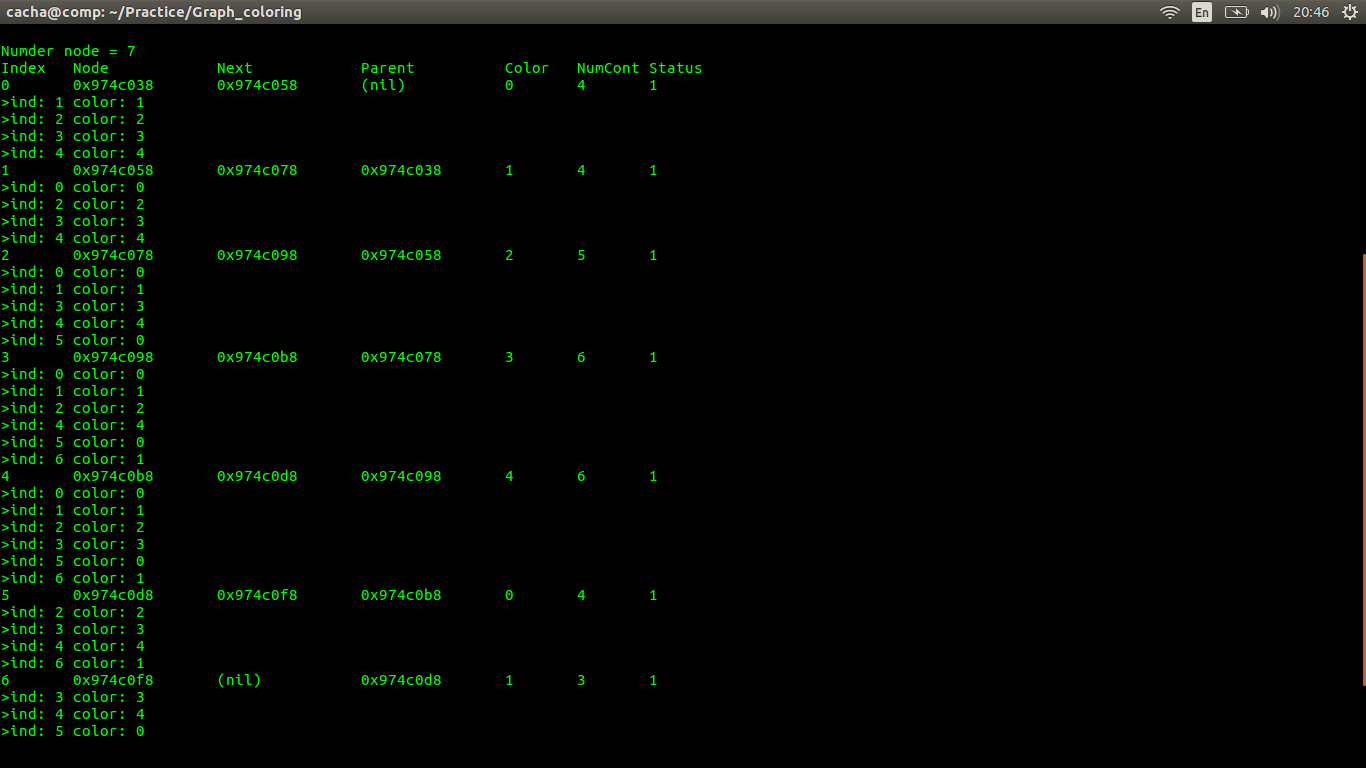 cacha@comp: ~/Practice/Graph_coloring
En
20:46
Numder node = 7
Index Node Next Parent Color NumCont Status
0 0x974c038 0x974c058 (nil) 0 4 1
>ind: 1 color: 1
>ind: 2 color: 2
>ind: 3 color: 3
>ind: 4 color: 4
1 0x974c058 0x974c078 0x974c038 1 4 1
>ind: 0 color: 0
>ind: 2 color: 2
>ind: 3 color: 3
>ind: 4 color: 4
2 0x974c078 0x974c098 0x974c058 2 5 1
>ind: 0 color: 0
>ind: 1 color: 1
>ind: 3 color: 3
>ind: 4 color: 4
>ind: 5 color: 0
3 0x974c098 0x974c0b8 0x974c078 3 6 1
>ind: 0 color: 0
>ind: 1 color: 1
>ind: 2 color: 2
>ind: 4 color: 4
>ind: 5 color: 0
>ind: 6 color: 1
4 0x974c0b8 0x974c0d8 0x974c098 4 6 1
>ind: 0 color: 0
>ind: 1 color: 1
>ind: 2 color: 2
>ind: 3 color: 3
>ind: 5 color: 0
>ind: 6 color: 1
5 0x974c0d8 0x974c0f8 0x974c0b8 0 4 1
>ind: 2 color: 2
>ind: 3 color: 3
>ind: 4 color: 4
>ind: 6 color: 1
6 0x974c0f8 (nil) 0x974c0d8 1 3 1
>ind: 3 color: 3
>ind: 4 color: 4
>ind: 5 color: 0